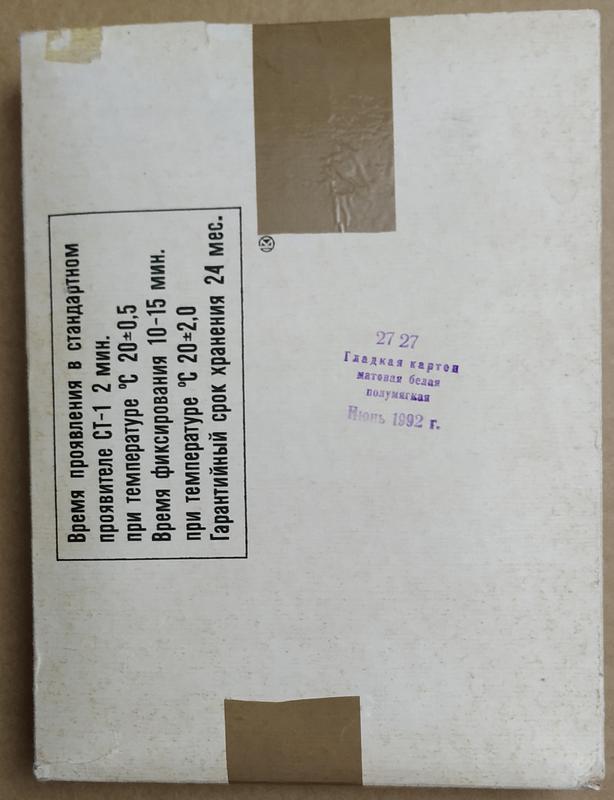 Время проявления в стандартном
проявителе СТ-1 2 мин.
при температуре °С 20±0,5
Время фиксирования 10-15 мин.
при температуре °С 20±2,0
Гарантийный срок хранения 24 мес.
27 27
Гладкая картон
матовая белая
полумягкая
Июнь 1992 г.